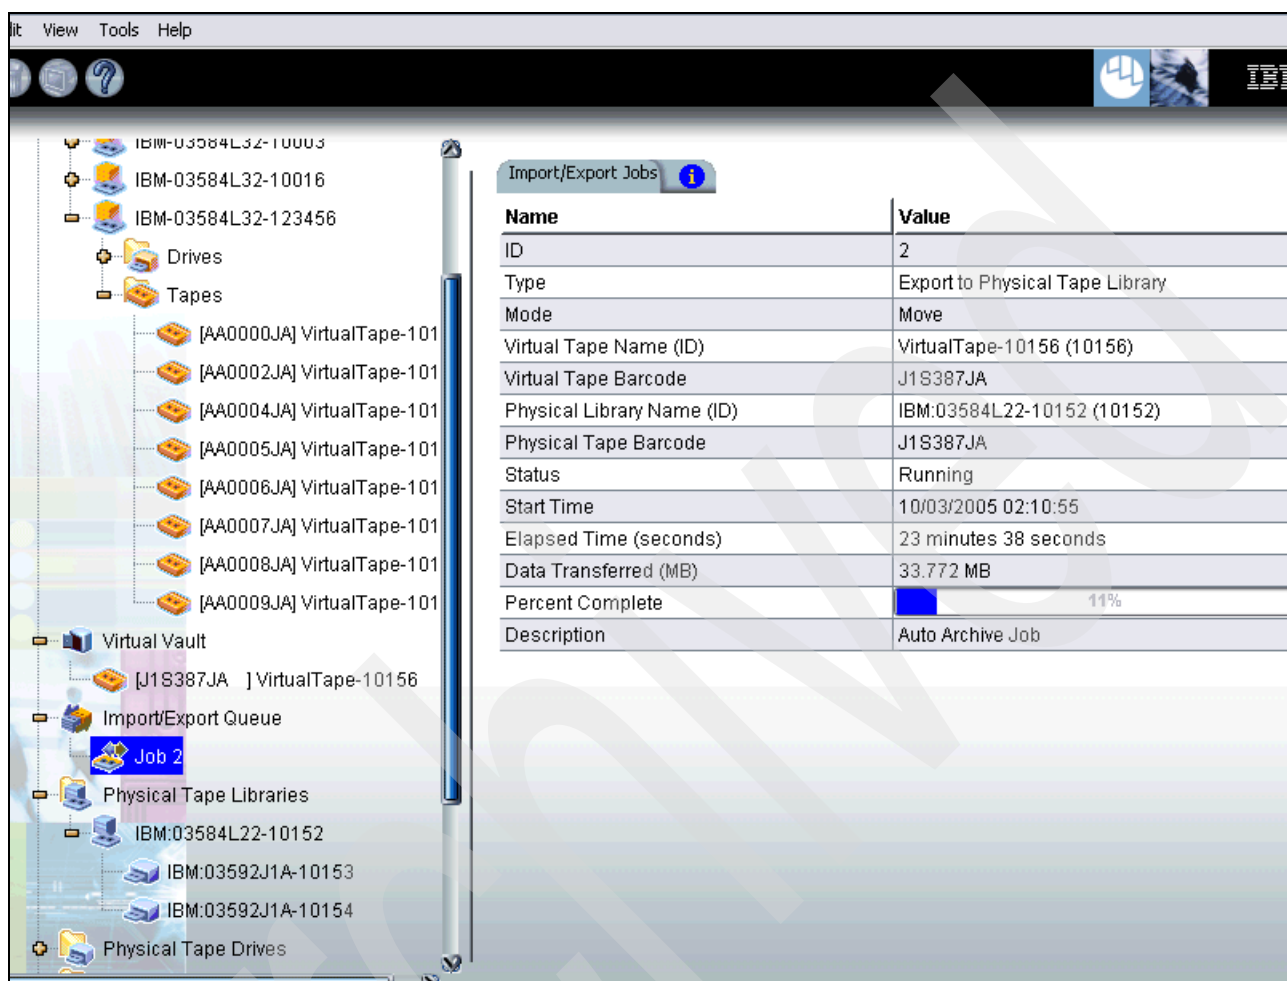 View Tools Help
IBM-03584L32-10003
IBM-03584L32-10016
IBM-03584L32-123456
Drives
Tapes
[AA0000JA] VirtualTape-101
[AA0002JA] VirtualTape-101
[AA0004JA] VirtualTape-101
[AA0005JA] VirtualTape-101
[AA0006JA] VirtualTape-101
[AA0007JA] VirtualTape-101
[AA0008JA] VirtualTape-101
[AA0009JA] VirtualTape-101
Virtual Vault
[J1S387JA ] VirtualTape-10156
Import/Export Queue
Job 2
Physical Tape Libraries
IBM:03584L22-10152
IBM:03592J1A-10153
IBM:03592J1A-10154
Physical Tape Drives
Import/Export Jobs
Name Value
ID 2
Type Export to Physical Tape Library
Mode Move
Virtual Tape Name (ID) VirtualTape-10156 (10156)
Virtual Tape Barcode J1S387JA
Physical Library Name (ID) IBM:03584L22-10152 (10152)
Physical Tape Barcode J1S387JA
Status Running
Start Time 10/03/2005 02:10:55
Elapsed Time (seconds) 23 minutes 38 seconds
Data Transferred (MB) 33.772 MB
Percent Complete 11%
Description Auto Archive Job